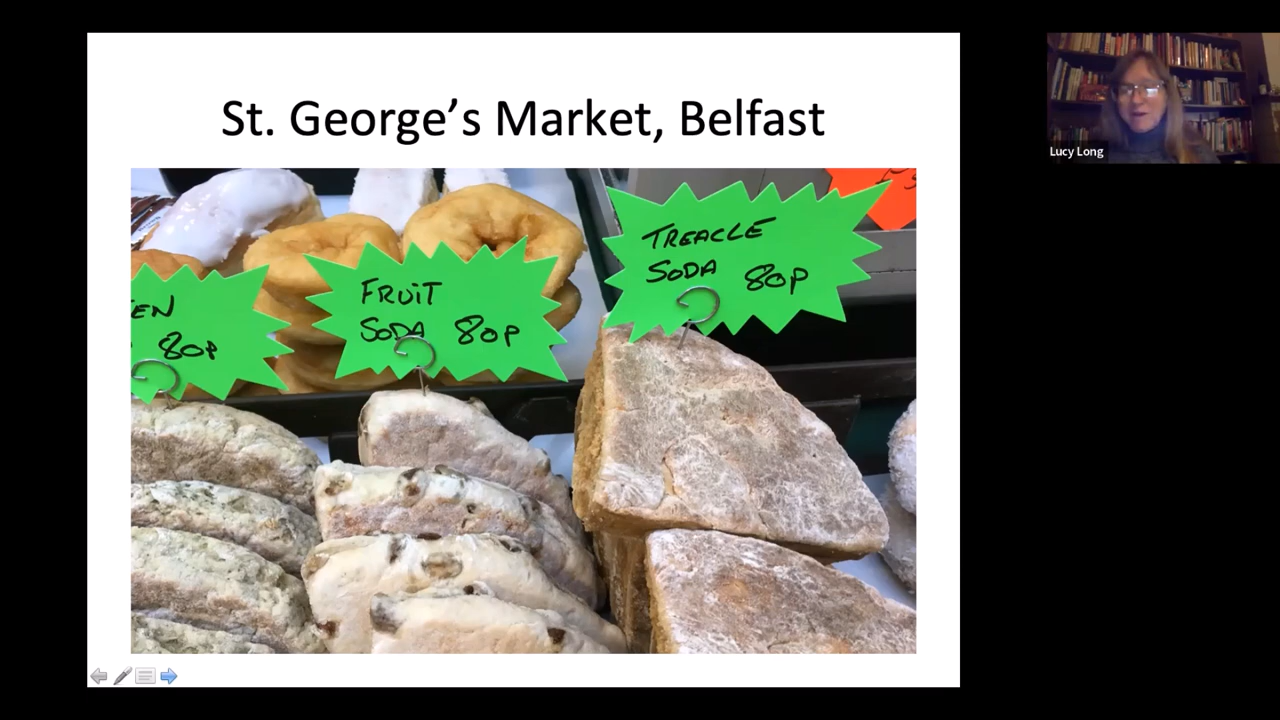 St. George's Market, Belfast
TREACLE
SODA 80P
FRUIT
SODA 80P
80P
Lucy Long